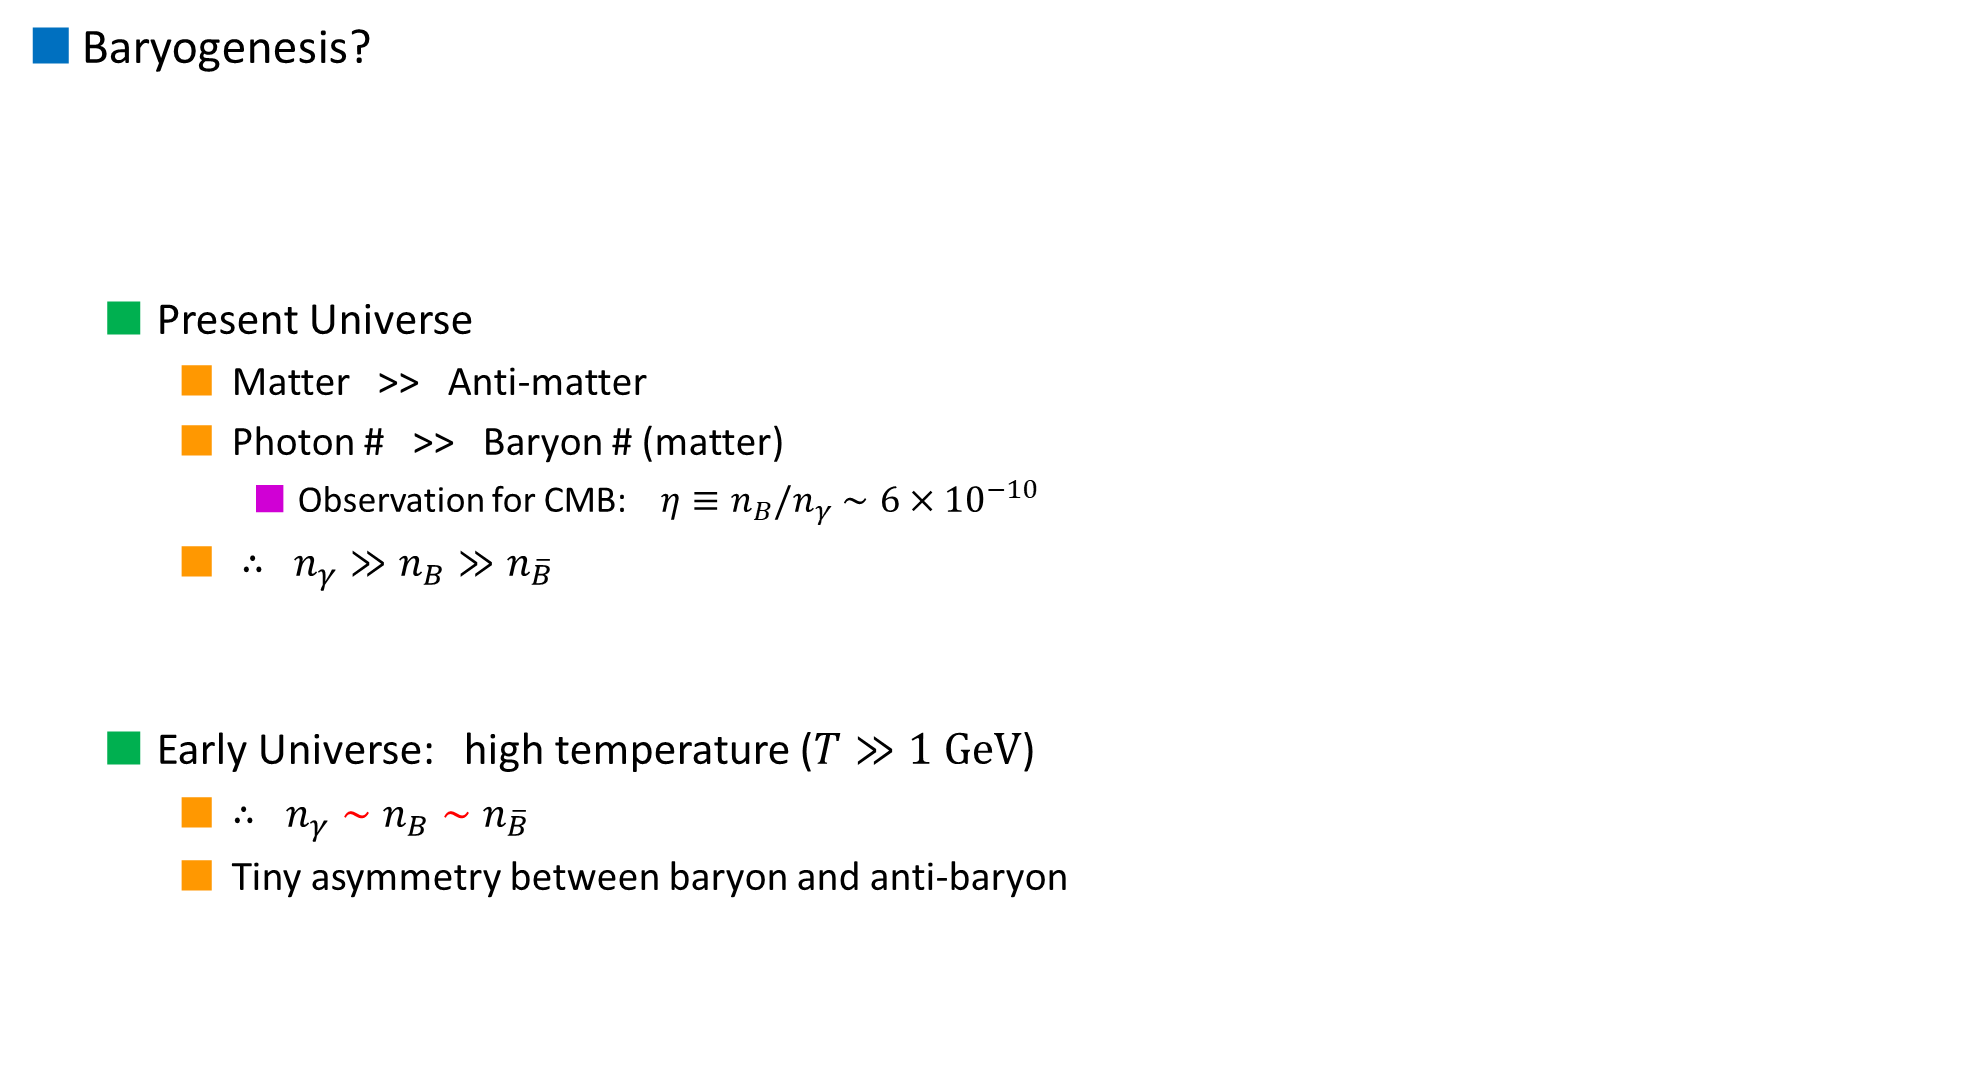 Baryogenesis?
Present Universe
Matter >> Anti-matter
Photon # >> Baryon # (matter)
Observation for CMB: η ≡ n_B/n_γ ~ 6 × 10⁻¹⁰
∴ n_γ ≫ n_B ≫ n_B̄
Early Universe: high temperature (T ≫ 1 GeV)
∴ n_γ ~ n_B ~ n_B̄
Tiny asymmetry between baryon and anti-baryon